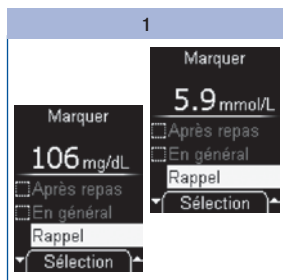 1
Marquer
106 mg/dL
Après repas
En général
Rappel
Sélection
Marquer
5.9 mmol/L
Après repas
En général
Rappel
Sélection